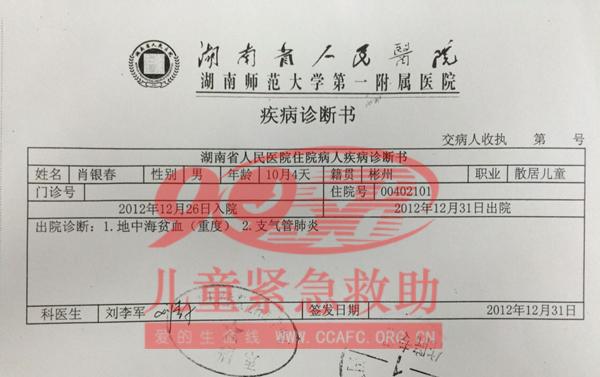 湖南省人民醫院
湖南师范大学第一附属医院
疾病诊断书
交病人收执 第 号
湖南省人民医院住院病人疾病诊断书
姓名 肖银春 性别 男 年龄 10月4天 籍贯 彬州 职业 散居儿童
门诊号 住院号 00402101
2012年12月26日入院 2012年12月31日出院
出院诊断：1.地中海贫血（重度） 2.支气管肺炎
儿童紧急救助
科医生 刘李军 签发日期 2012年12月31日
爱的生命线 WWW.CCAFC.ORG.CN